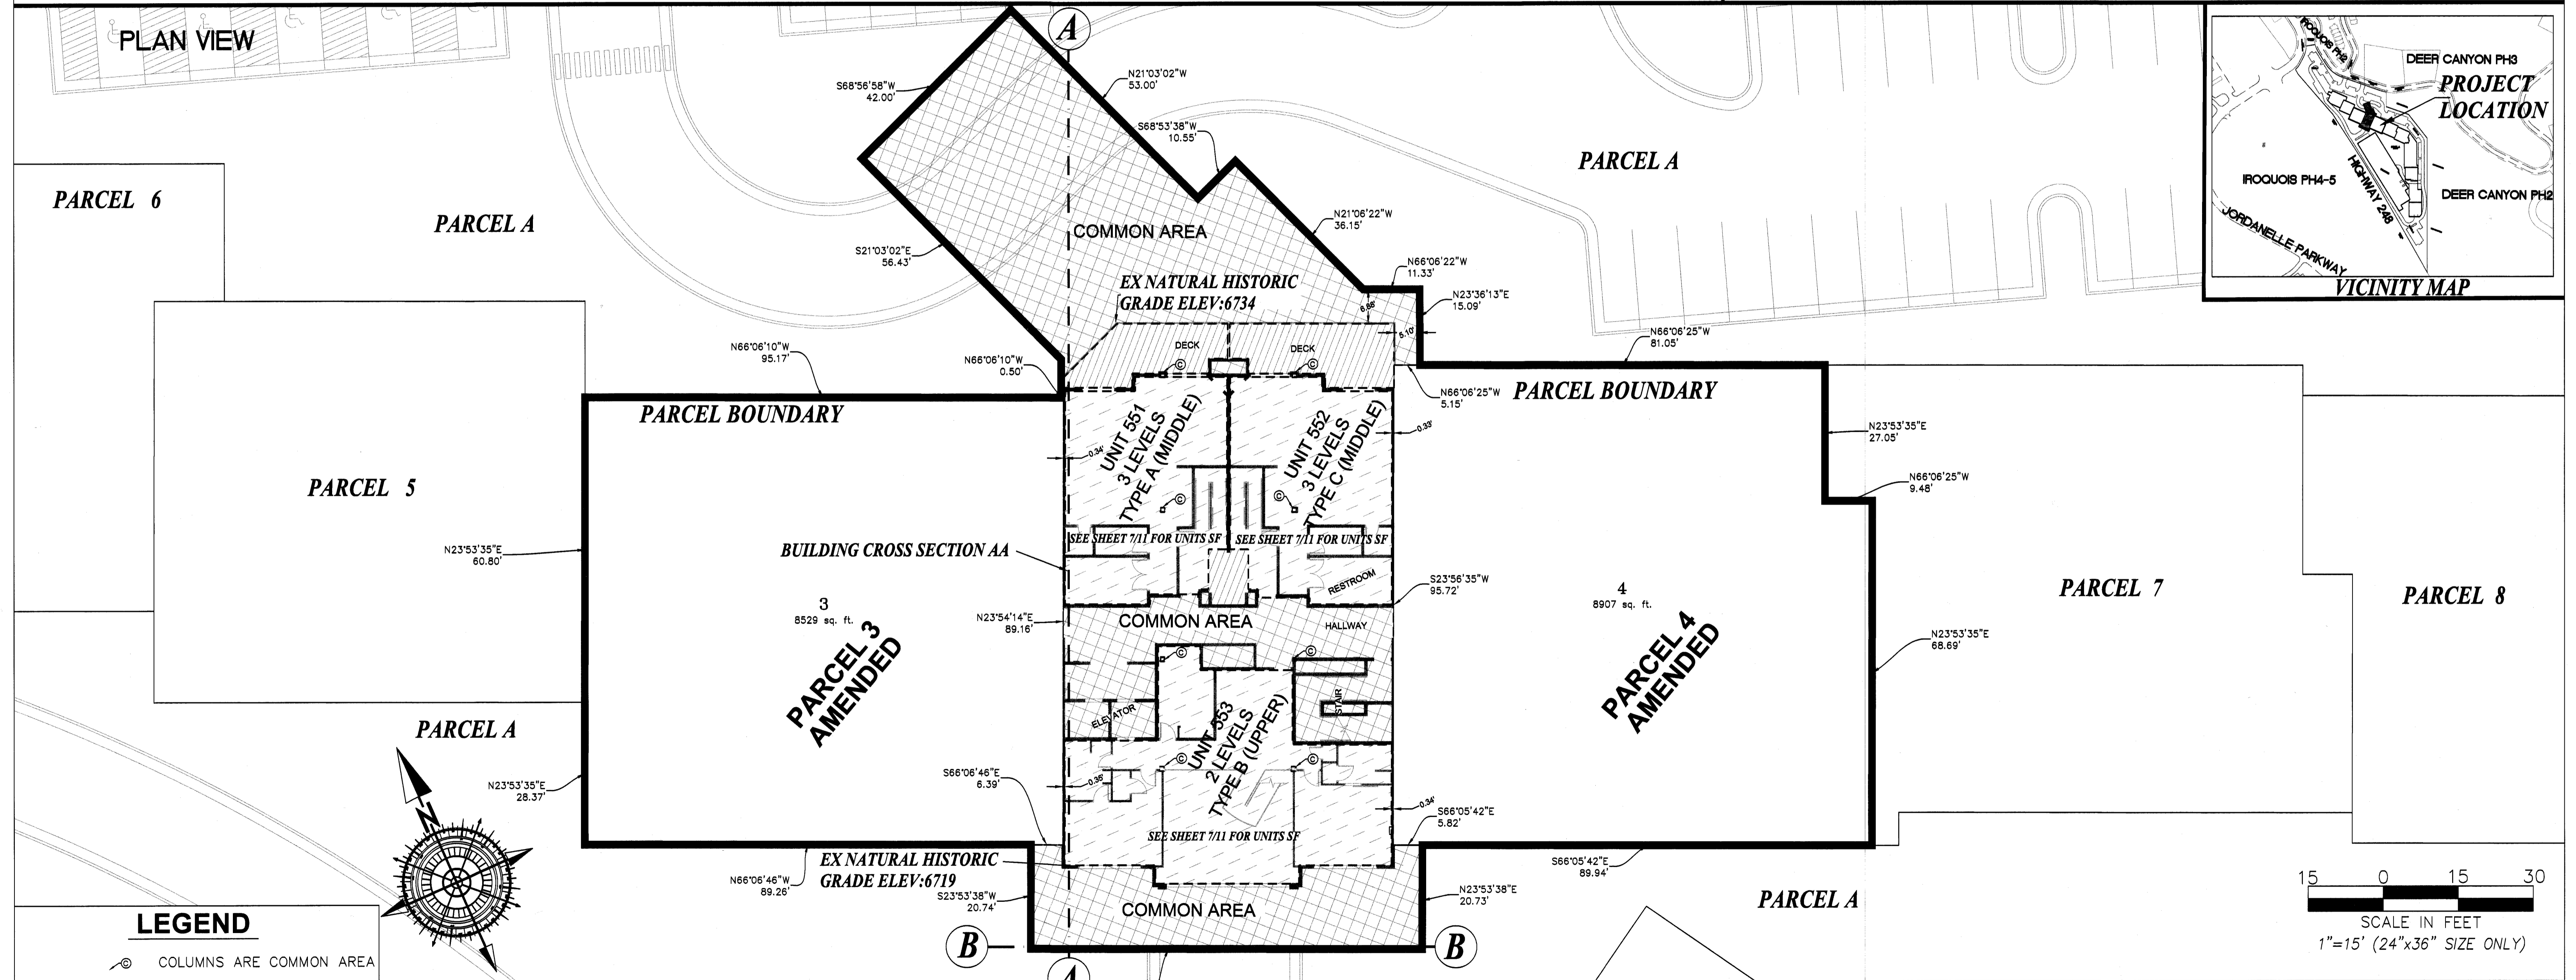 PLAN VIEW
A
S68°56'58"W
42.00'
N21°03'02"W
53.00'
S68°53'38"W
10.55'
PARCEL A
DEER CANYON PH3
PROJECT
LOCATION
IROQUOIS PH2
IROQUOIS PH4-5
HIGHWAY 248
DEER CANYON PH2
JORDANELLE PARKWAY
VICINITY MAP
PARCEL 6
PARCEL A
N21°06'22"W
36.15'
COMMON AREA
S21°03'02"E
56.43'
N66°06'22"W
11.33'
EX NATURAL HISTORIC
GRADE ELEV:6734
N23°36'13"E
15.09'
5.10'
N66°06'25"W
81.05'
N66°06'10"W
95.17'
N66°06'10"W
0.50'
DECK
DECK
C
C
PARCEL BOUNDARY
PARCEL BOUNDARY
N66°06'25"W
5.15'
0.33'
0.34'
UNIT 551
3 LEVELS
TYPE A (MIDDLE)
UNIT 552
3 LEVELS
TYPE C (MIDDLE)
N23°53'35"E
27.05'
PARCEL 5
N66°06'25"W
9.48'
C
C
SEE SHEET 7/11 FOR UNITS SF
SEE SHEET 7/11 FOR UNITS SF
BUILDING CROSS SECTION AA
N23°53'35"E
60.80'
RESTROOM
S23°56'35"W
95.72'
3
8529 sq. ft.
4
8907 sq. ft.
PARCEL 7
PARCEL 8
N23°54'14"E
89.16'
COMMON AREA
HALLWAY
PARCEL 3
AMENDED
PARCEL 4
AMENDED
N23°53'35"E
68.69'
C
C
STAIR
ELEVATOR
UNIT 553
2 LEVELS
TYPE B (UPPER)
PARCEL A
C
C
N
N23°53'35"E
28.37'
S66°06'46"E
6.39'
0.35'
0.34'
S66°05'42"E
5.82'
SEE SHEET 7/11 FOR UNITS SF
EX NATURAL HISTORIC
GRADE ELEV:6719
N66°06'46"W
89.26'
S66°05'42"E
89.94'
S23°53'38"W
20.74'
N23°53'38"E
20.73'
COMMON AREA
PARCEL A
LEGEND
C COLUMNS ARE COMMON AREA
B
B
A
15 0 15 30
SCALE IN FEET
1"=15' (24"x36" SIZE ONLY)